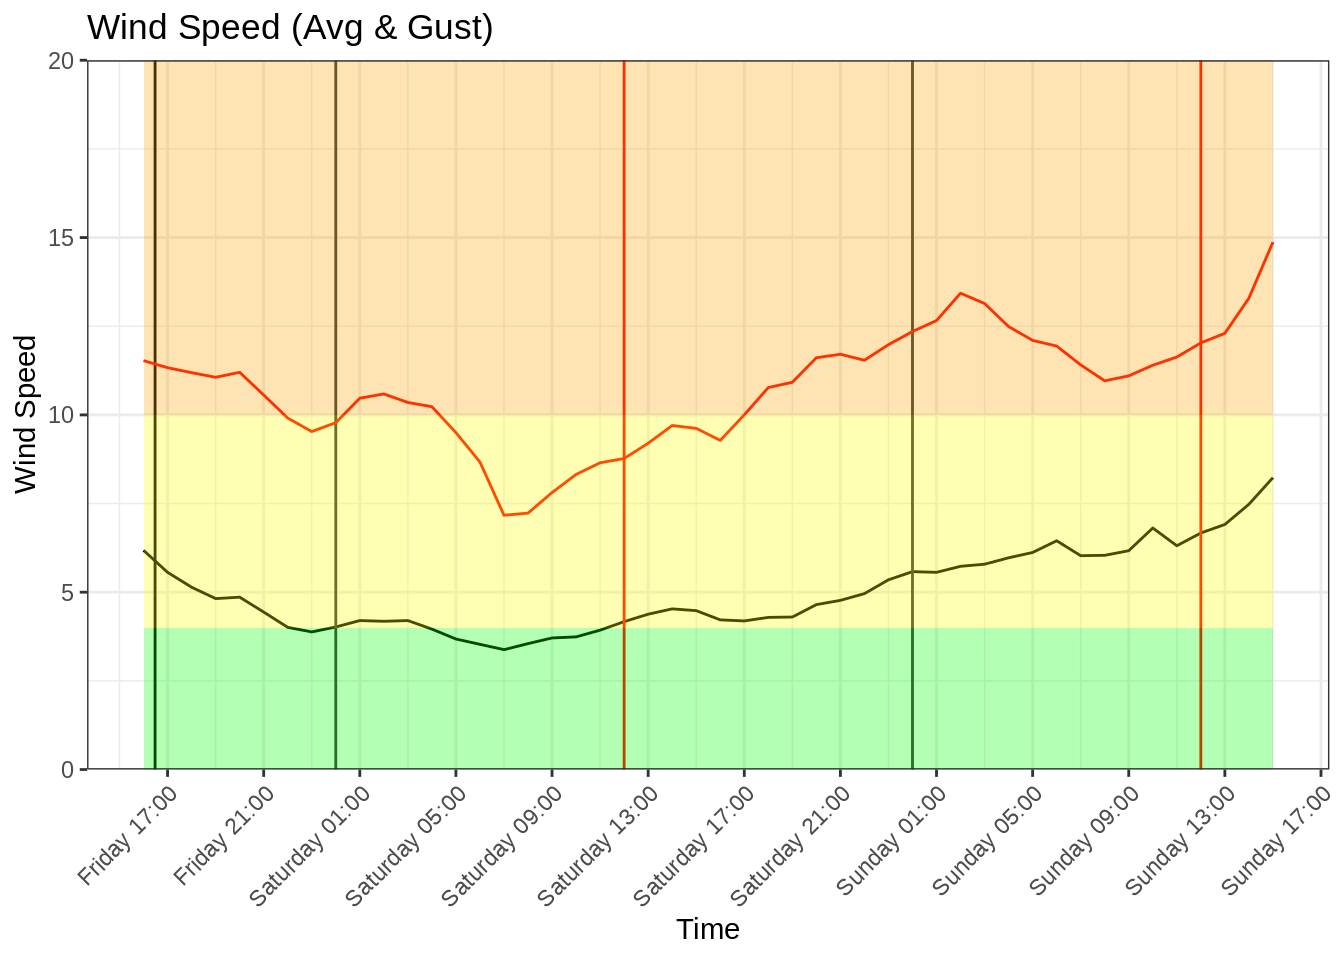 Wind Speed (Avg & Gust)
20
15
10
5
0
Wind Speed
Friday 17:00
Friday 21:00
Saturday 01:00
Saturday 05:00
Saturday 09:00
Saturday 13:00
Saturday 17:00
Saturday 21:00
Sunday 01:00
Sunday 05:00
Sunday 09:00
Sunday 13:00
Sunday 17:00
Time